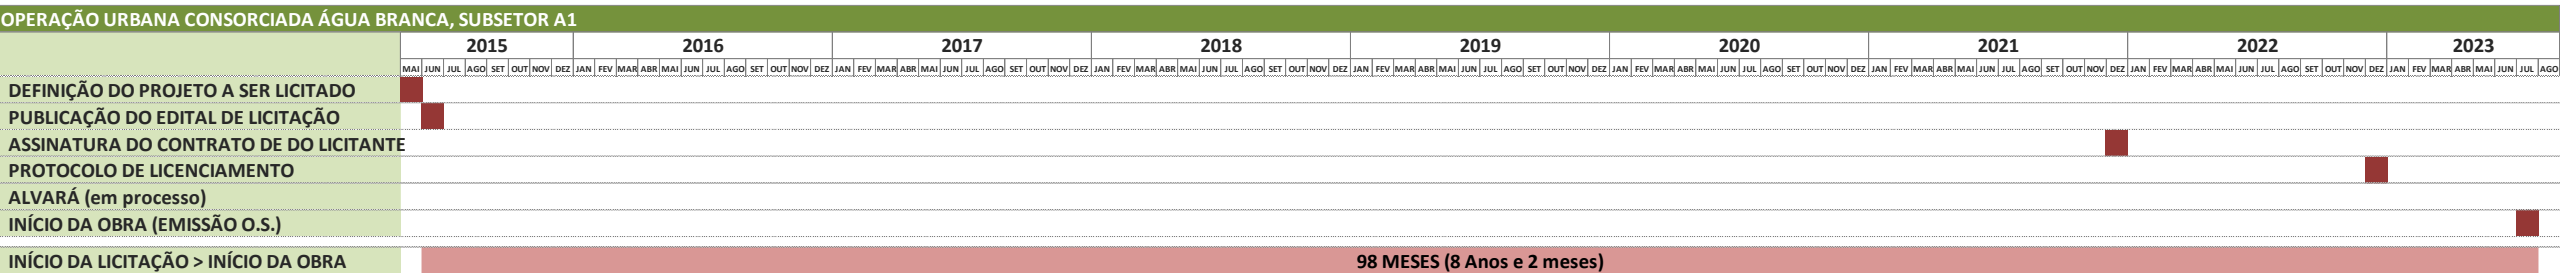 OPERAÇÃO URBANA CONSORCIADA ÁGUA BRANCA, SUBSETOR A1
2015 2016 2017 2018 2019 2020 2021 2022 2023
MAI JUN JUL AGO SET OUT NOV DEZ JAN FEV MAR ABR MAI JUN JUL AGO SET OUT NOV DEZ JAN FEV MAR ABR MAI JUN JUL AGO SET OUT NOV DEZ JAN FEV MAR ABR MAI JUN JUL AGO SET OUT NOV DEZ JAN FEV MAR ABR MAI JUN JUL AGO SET OUT NOV DEZ JAN FEV MAR ABR MAI JUN JUL AGO SET OUT NOV DEZ JAN FEV MAR ABR MAI JUN JUL AGO SET OUT NOV DEZ JAN FEV MAR ABR MAI JUN JUL AGO SET OUT NOV DEZ JAN FEV MAR ABR MAI JUN JUL AGO
DEFINIÇÃO DO PROJETO A SER LICITADO
PUBLICAÇÃO DO EDITAL DE LICITAÇÃO
ASSINATURA DO CONTRATO DE DO LICITANTE
PROTOCOLO DE LICENCIAMENTO
ALVARÁ (em processo)
INÍCIO DA OBRA (EMISSÃO O.S.)
INÍCIO DA LICITAÇÃO > INÍCIO DA OBRA 98 MESES (8 Anos e 2 meses)